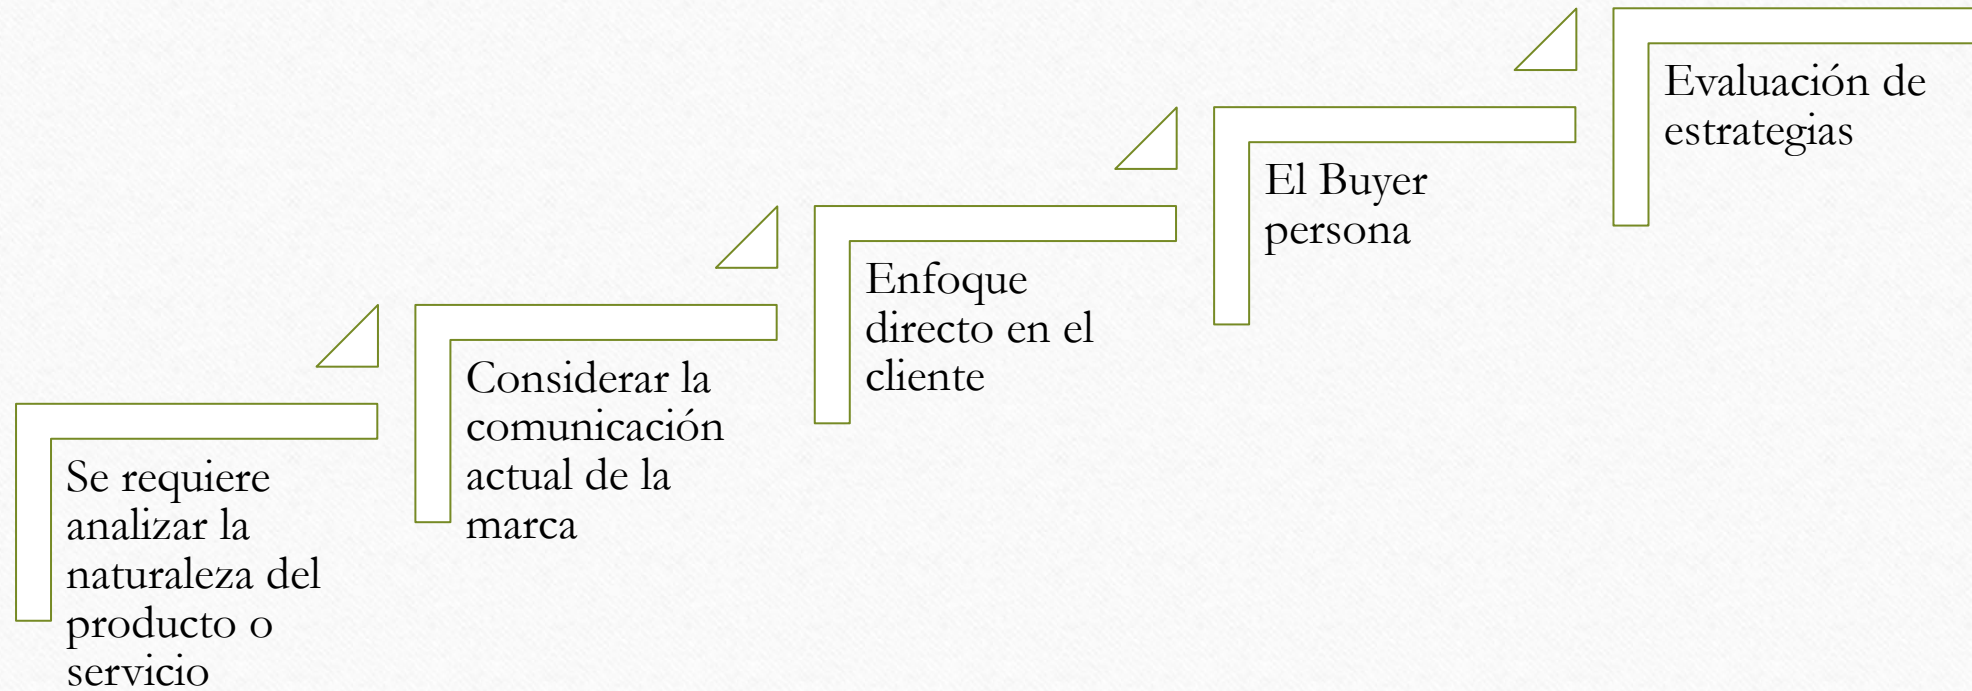 Se requiere
analizar la
naturaleza del
producto o
servicio
Considerar la
comunicación
actual de la
marca
Enfoque
directo en el
cliente
El Buyer
persona
Evaluación de
estrategias